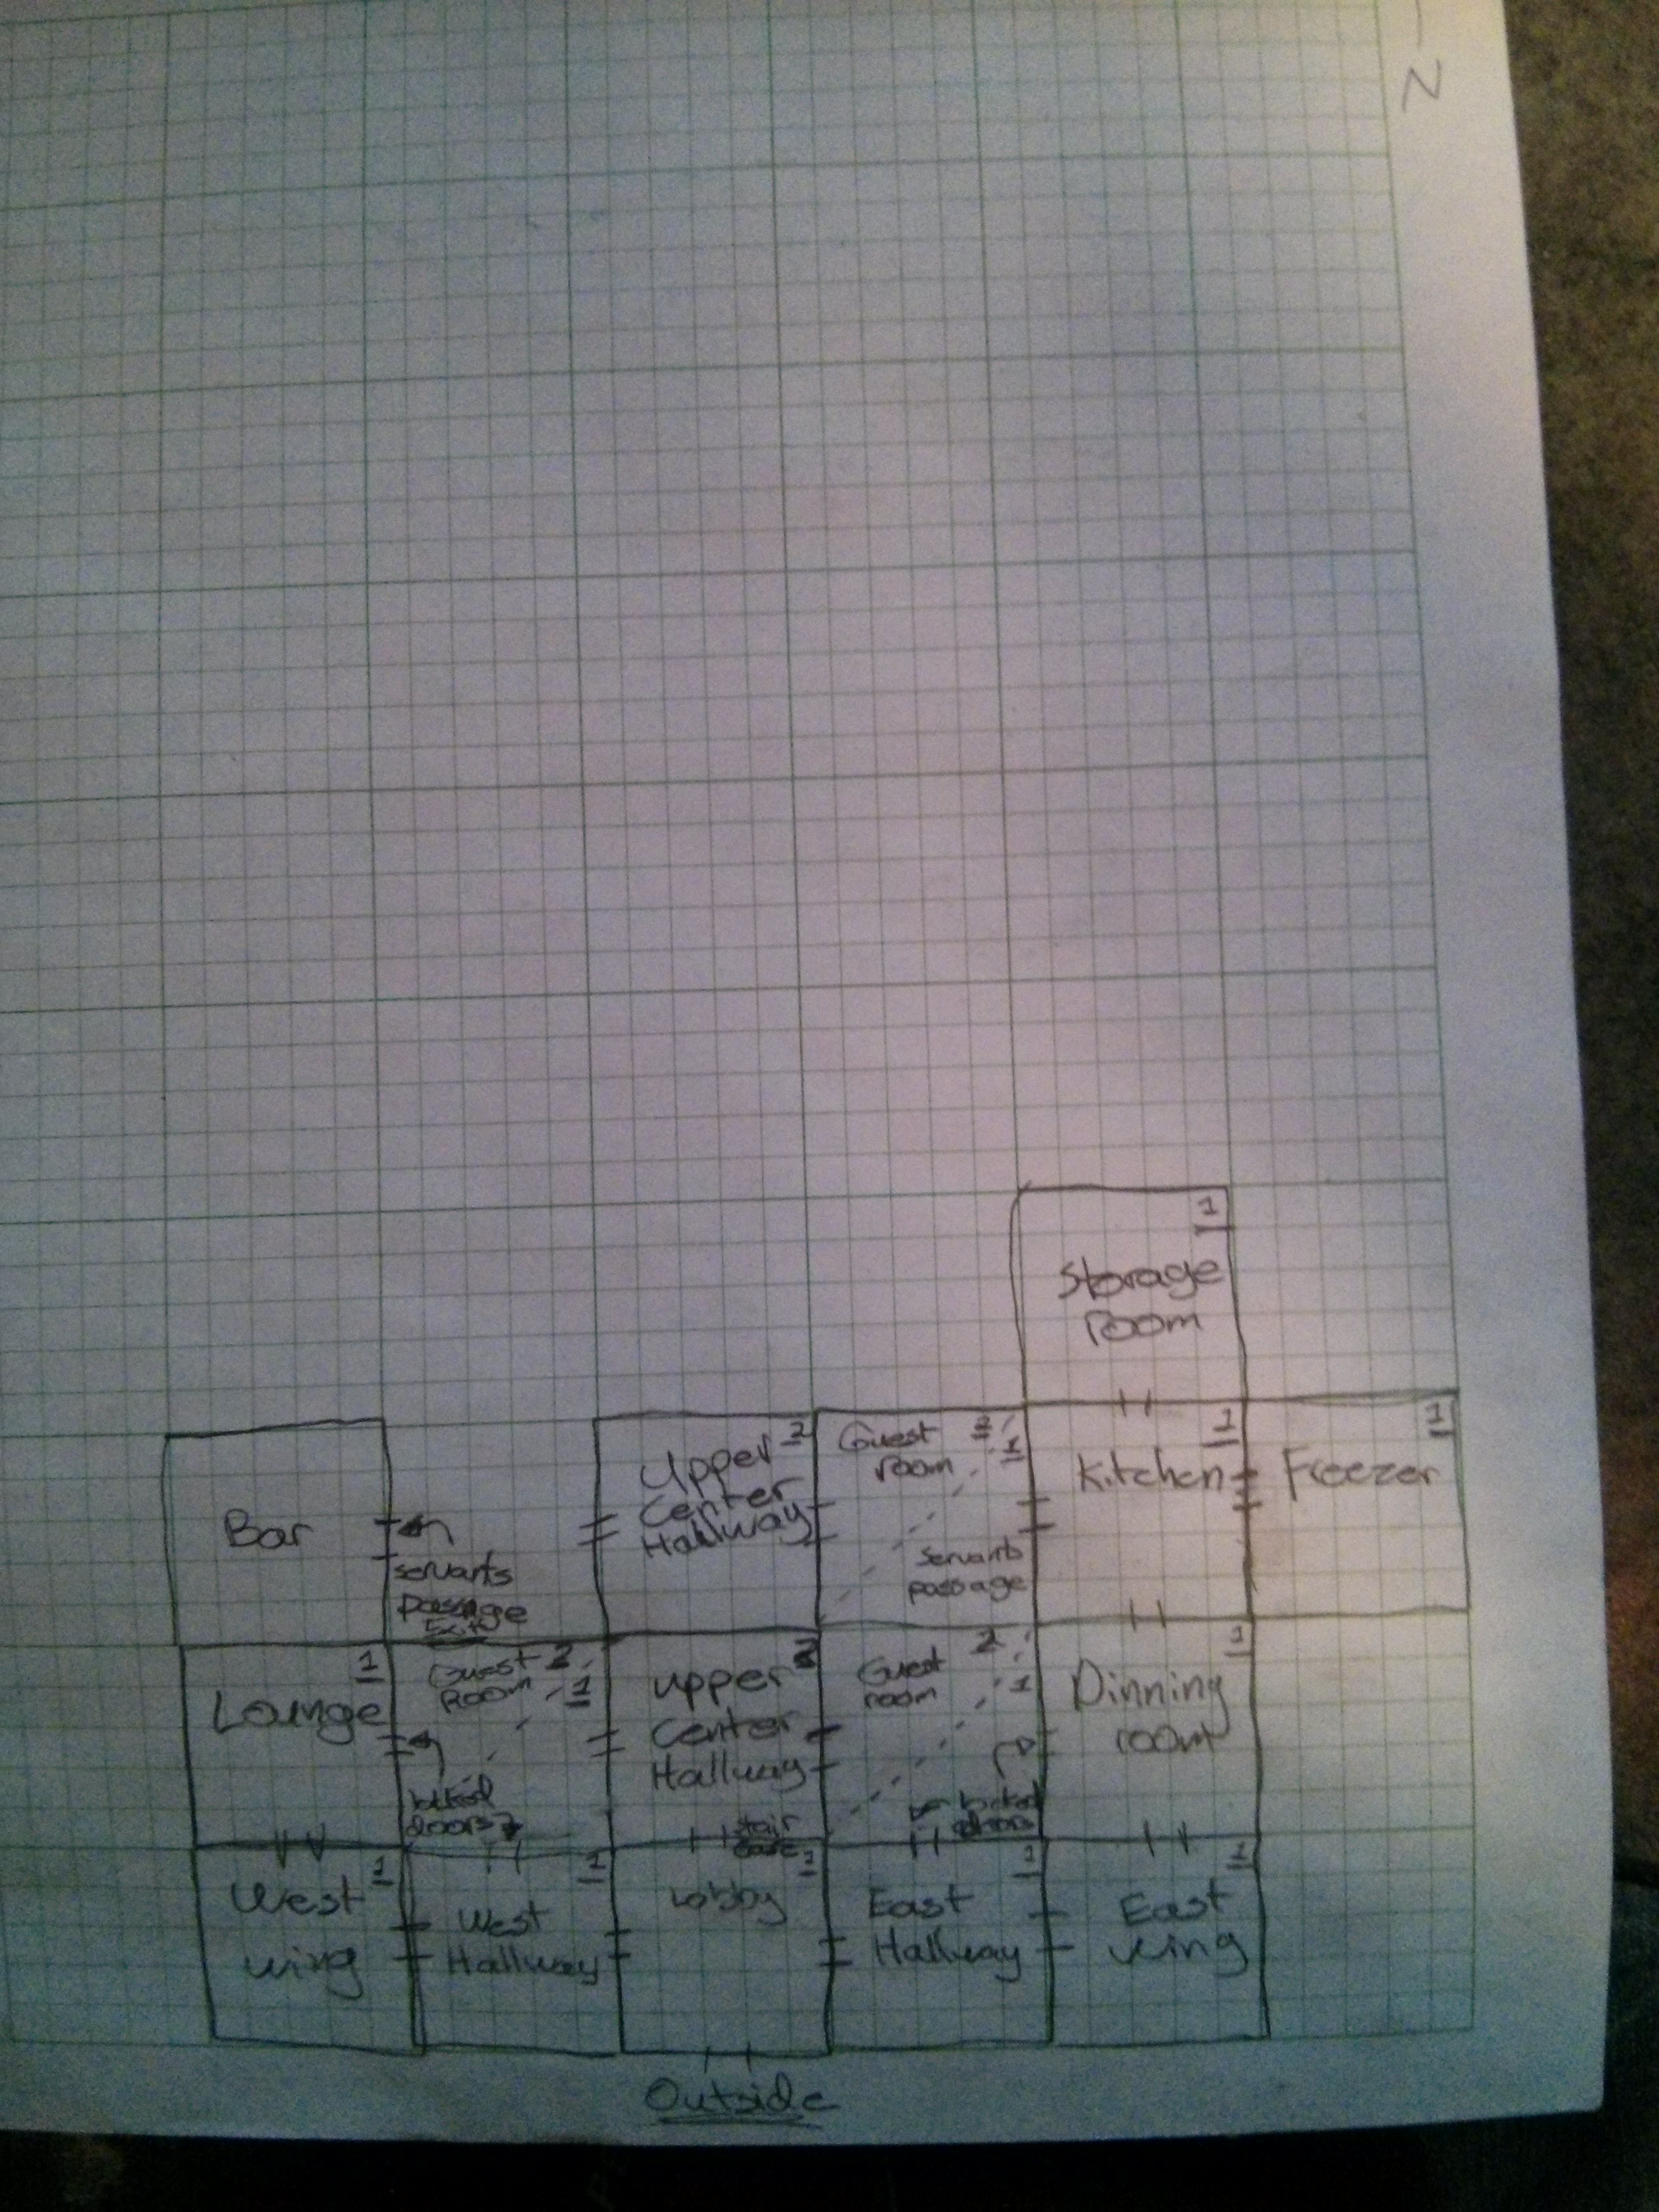 N
1
Storage
Room
Bar
servants
passage
Exit
Upper 2
Center
Hallway
Guest 2
room 1
servants
passage
1
Kitchen
1
Freezer
1
Lounge
Guest 2
Room 1
locked
doors
upper
Center
Hallway
stair
case
Guest 2
room 1
locked
doors
1
Dinning
room
1
West
wing
1
West
Hallway
1
Lobby
1
East
Hallway
1
East
wing
Outside